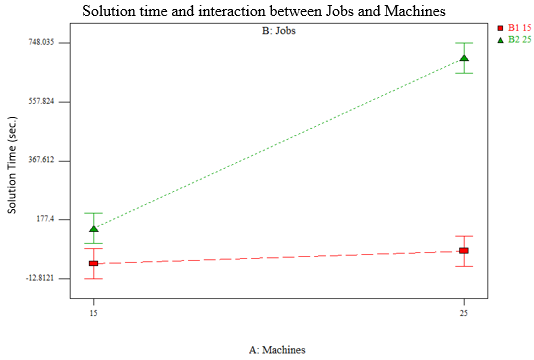 Solution time and interaction between Jobs and Machines
B: Jobs
B1 15
B2 25
Solution Time (sec.)
748.035
557.824
367.612
177.4
-12.8121
15
25
A: Machines